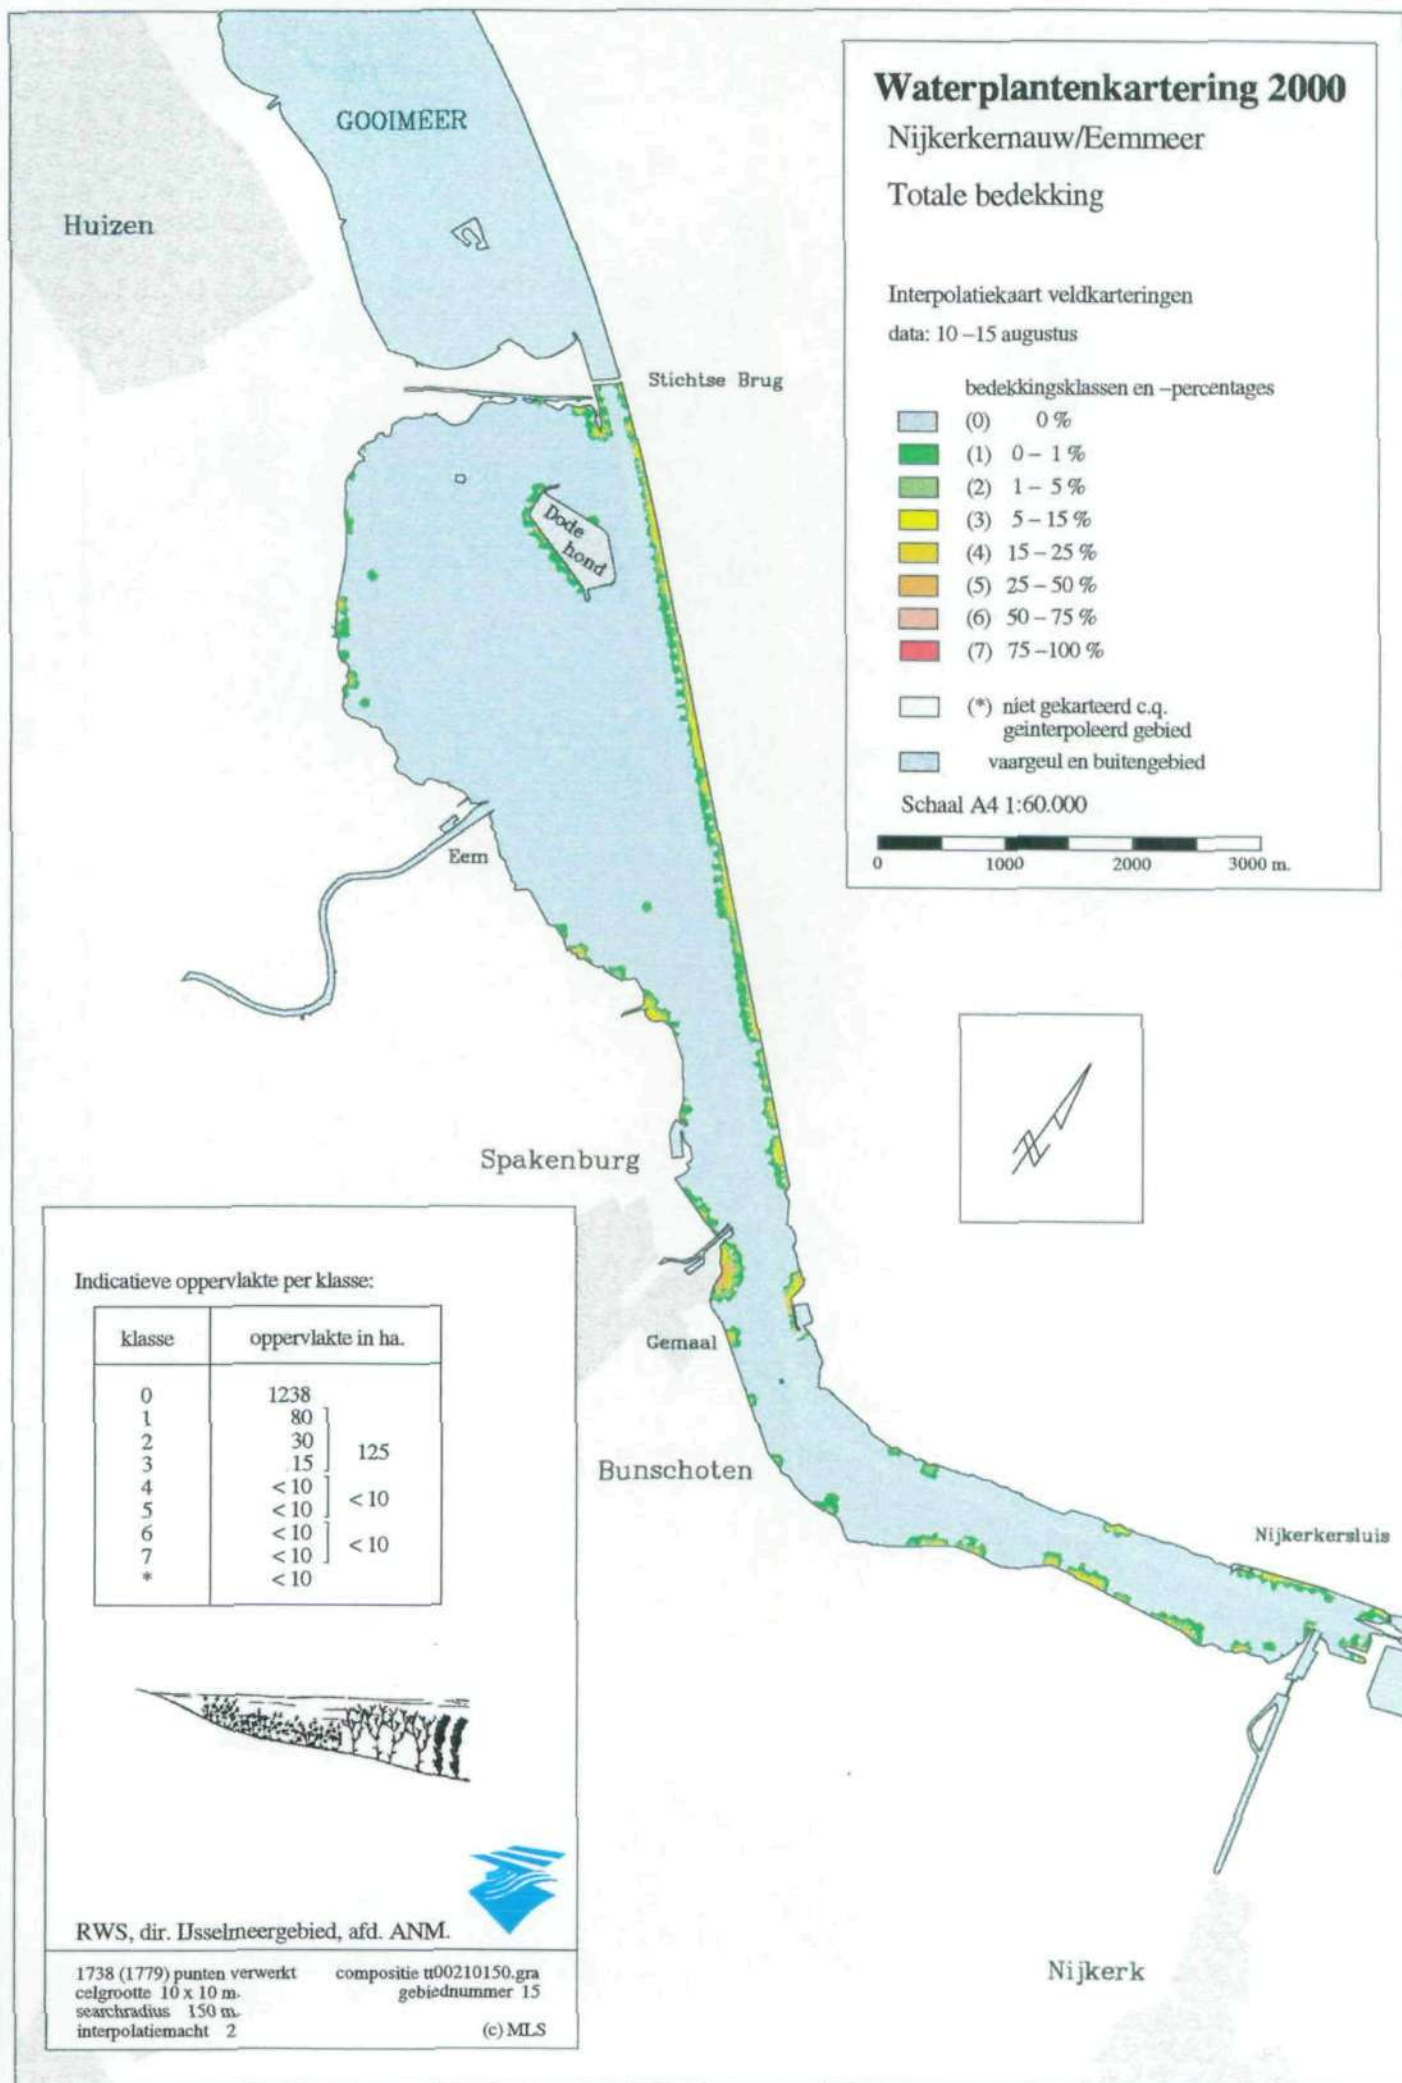 GOOIMEER
Huizen
Stichtse Brug
Dode
hond
Eem
Spakenburg
Gemaal
Bunschoten
Nijkerkersluis
Nijkerk
Waterplantenkartering 2000
Nijkerkernauw/Eemmeer
Totale bedekking
Interpolatiekaart veldkarteringen
data: 10 –15 augustus
bedekkingsklassen en –percentages
(0) 0 %
(1) 0 – 1 %
(2) 1 – 5 %
(3) 5 – 15 %
(4) 15 – 25 %
(5) 25 – 50 %
(6) 50 – 75 %
(7) 75 –100 %
(*) niet gekarteerd c.q.
geinterpoleerd gebied
vaargeul en buitengebied
Schaal A4 1:60.000
0 1000 2000 3000 m.
Indicatieve oppervlakte per klasse:
klasse oppervlakte in ha.
0 1238
1 80
2 30 125
3 15
4 < 10
5 < 10 < 10
6 < 10
7 < 10 < 10
* < 10
RWS, dir. IJsselmeergebied, afd. ANM.
1738 (1779) punten verwerkt compositie tt00210150.gra
celgrootte 10 x 10 m. gebiednummer 15
searchradius 150 m.
interpolatiemacht 2 (c) MLS